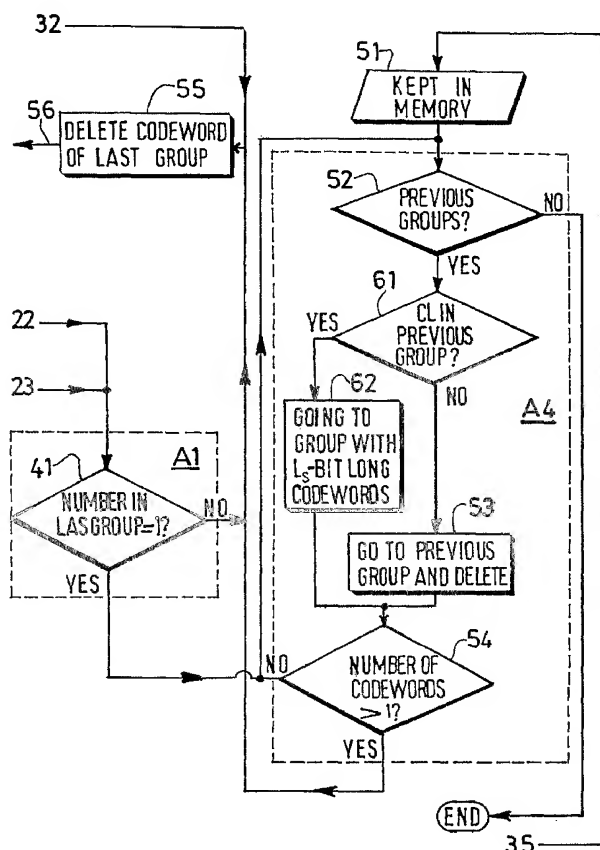 32
51
KEPT IN
MEMORY
55
56
DELETE CODEWORD
OF LAST GROUP
52
PREVIOUS
GROUPS?
NO
YES
61
CL IN
PREVIOUS
GROUP?
YES
NO
22
23
62
GOING TO
GROUP WITH
LS-BIT LONG
CODEWORDS
A4
A1
41
NUMBER IN
LASGROUP=1?
NO
YES
53
GO TO PREVIOUS
GROUP AND DELETE
54
NO
NUMBER OF
CODEWORDS
> 1?
YES
END
35